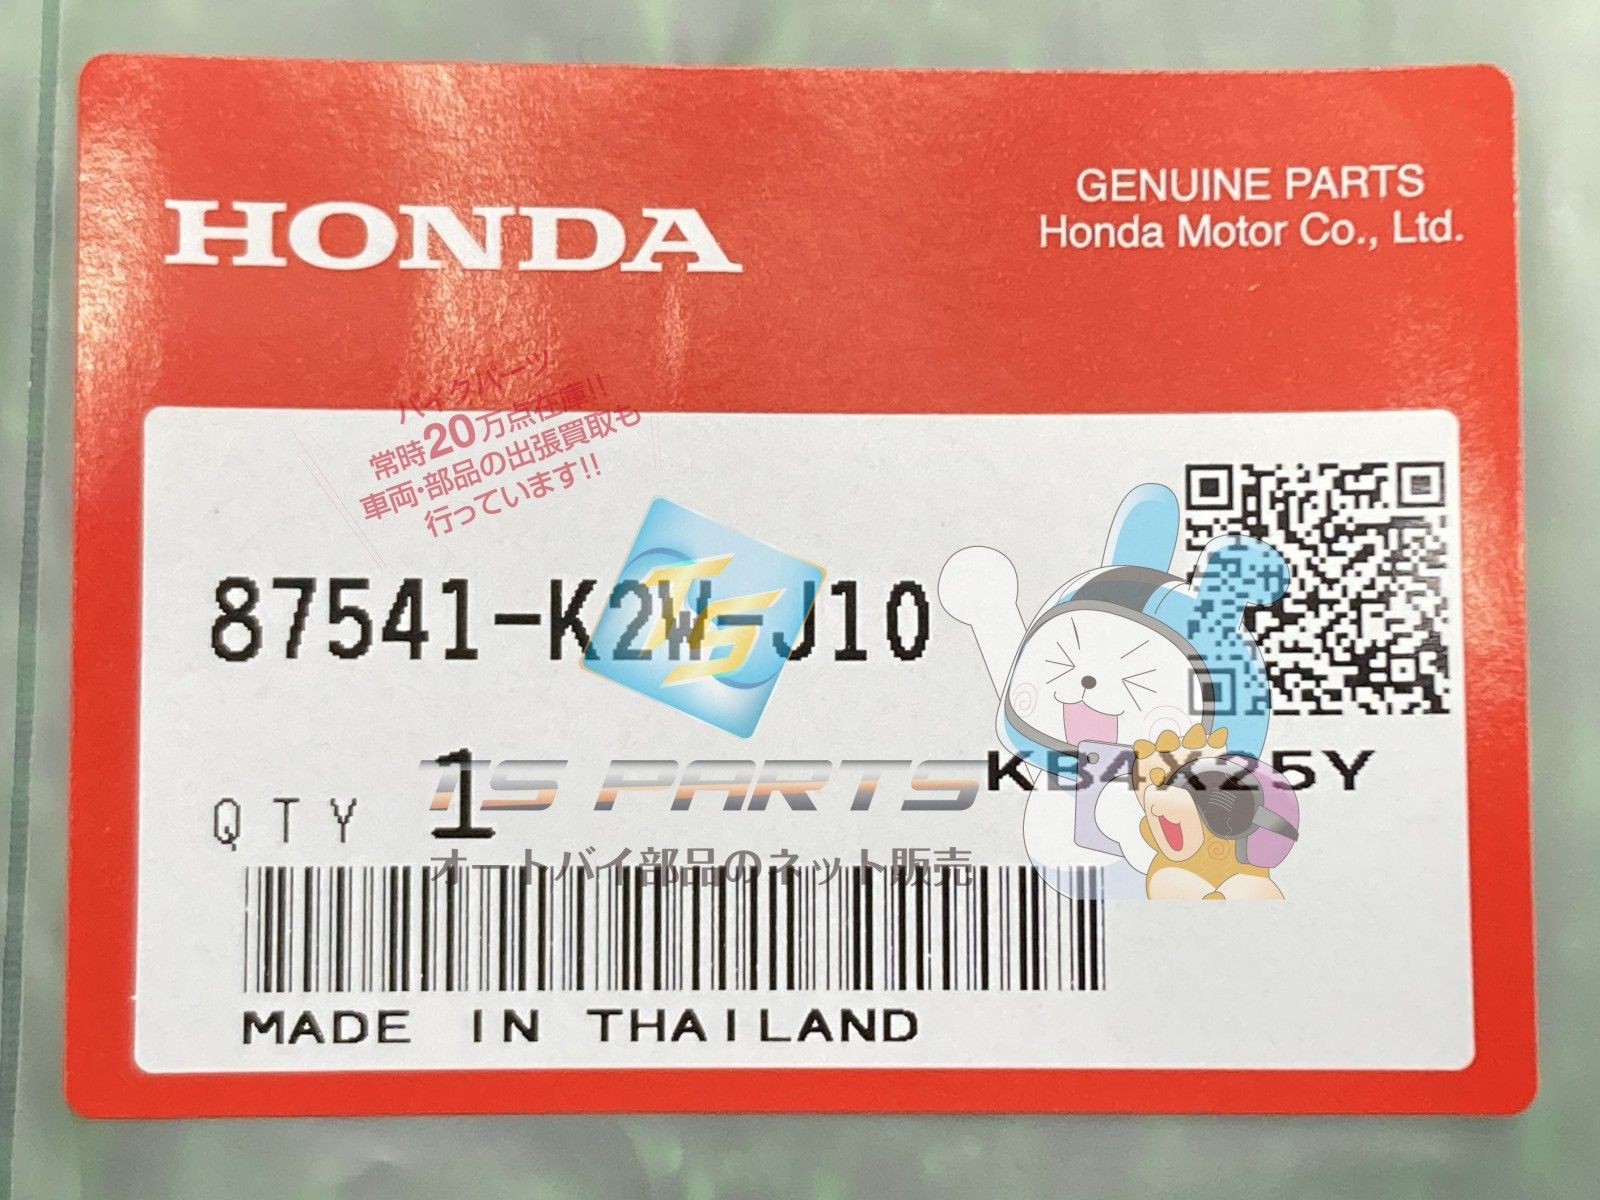 HONDA
GENUINE PARTS
Honda Motor Co., Ltd.
バイクパーツ
常時20万点在庫!!
車両・部品の出張買取も
行っています!!
87541-K2W-J10
TS
KB4X25Y
QTY 1
TS PARTS
オートバイ部品のネット販売
MADE IN THAILAND